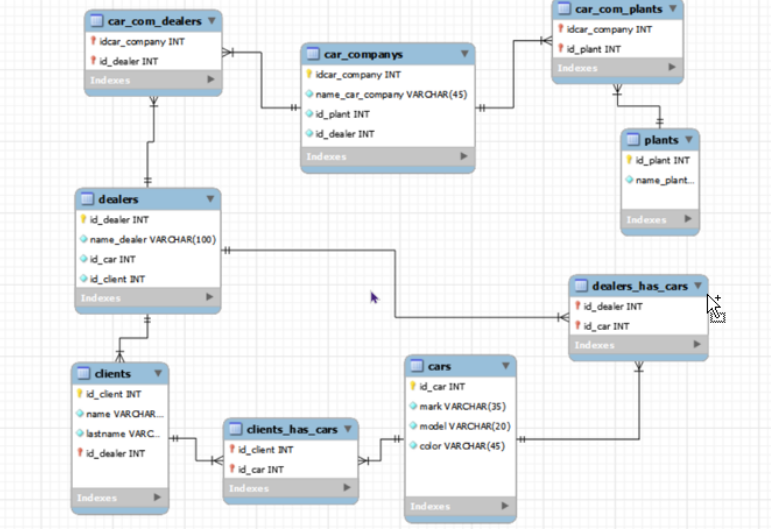 car_com_dealers
idcar_company INT
id_dealer INT
Indexes
car_companys
idcar_company INT
name_car_company VARCHAR(45)
id_plant INT
id_dealer INT
Indexes
car_com_plants
idcar_company INT
id_plant INT
Indexes
plants
id_plant INT
name_plant...
Indexes
dealers
id_dealer INT
name_dealer VARCHAR(100)
id_car INT
id_client INT
Indexes
dealers_has_cars
id_dealer INT
id_car INT
Indexes
clients
id_client INT
name VARCHAR...
lastname VARC...
id_dealer INT
Indexes
clients_has_cars
id_client INT
id_car INT
Indexes
cars
id_car INT
mark VARCHAR(35)
model VARCHAR(20)
color VARCHAR(45)
Indexes